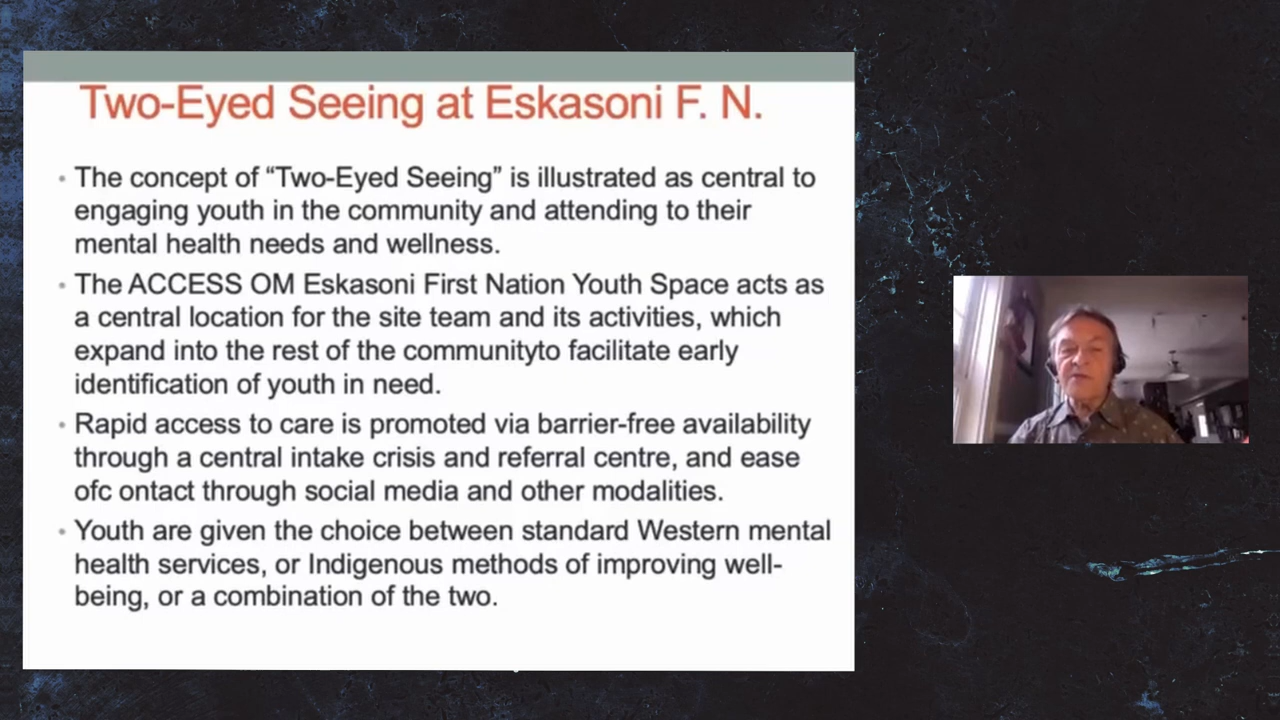 Two-Eyed Seeing at Eskasoni F. N.
• The concept of “Two-Eyed Seeing” is illustrated as central to
engaging youth in the community and attending to their
mental health needs and wellness.
• The ACCESS OM Eskasoni First Nation Youth Space acts as
a central location for the site team and its activities, which
expand into the rest of the communityto facilitate early
identification of youth in need.
• Rapid access to care is promoted via barrier-free availability
through a central intake crisis and referral centre, and ease
ofc ontact through social media and other modalities.
• Youth are given the choice between standard Western mental
health services, or Indigenous methods of improving well-
being, or a combination of the two.